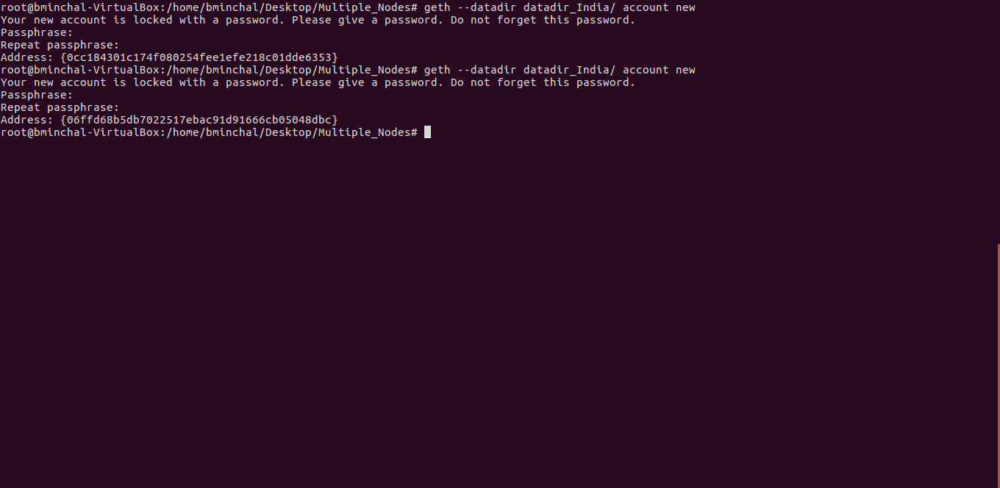 root@bminchal-VirtualBox:/home/bminchal/Desktop/Multiple_Nodes# geth --datadir datadir_India/ account new
Your new account is locked with a password. Please give a password. Do not forget this password.
Passphrase:
Repeat passphrase:
Address: {0cc184301c174f080254fee1efe218c01dde6353}
root@bminchal-VirtualBox:/home/bminchal/Desktop/Multiple_Nodes# geth --datadir datadir_India/ account new
Your new account is locked with a password. Please give a password. Do not forget this password.
Passphrase:
Repeat passphrase:
Address: {06ffd68b5db7022517ebac91d91666cb05048dbc}
root@bminchal-VirtualBox:/home/bminchal/Desktop/Multiple_Nodes#